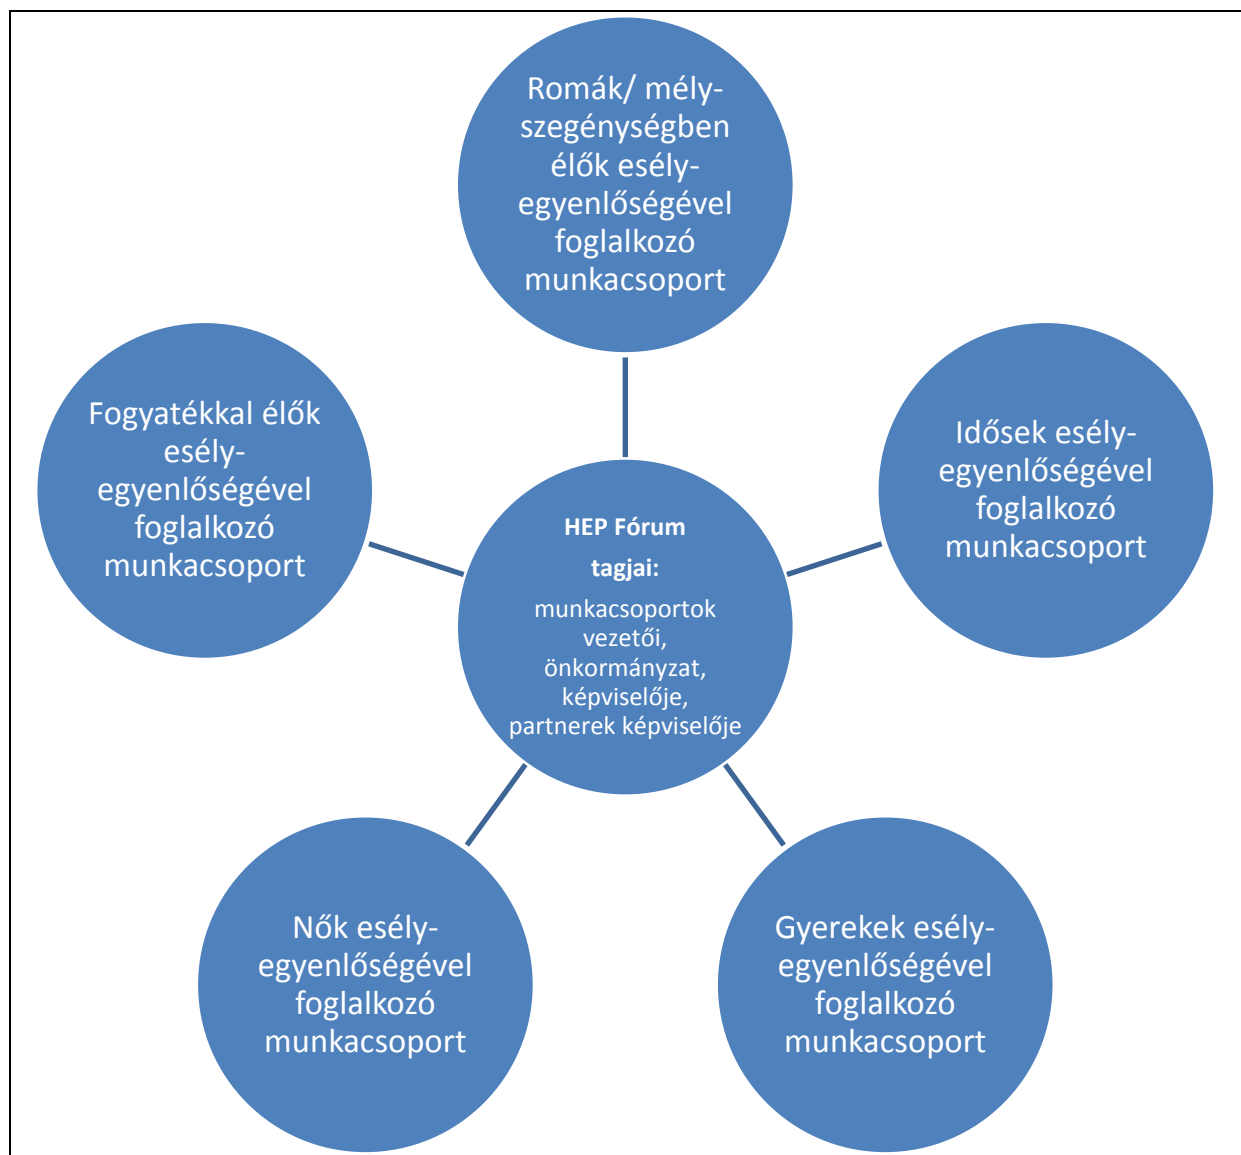 Romák/ mély-
szegénységben
élők esély-
egyenlőségével
foglalkozó
munkacsoport
Fogyatékkal élők
esély-
egyenlőségével
foglalkozó
munkacsoport
Idősek esély-
egyenlőségével
foglalkozó
munkacsoport
HEP Fórum
tagjai:
munkacsoportok
vezetői,
önkormányzat,
képviselője,
partnerek képviselője
Nők esély-
egyenlőségével
foglalkozó
munkacsoport
Gyerekek esély-
egyenlőségével
foglalkozó
munkacsoport